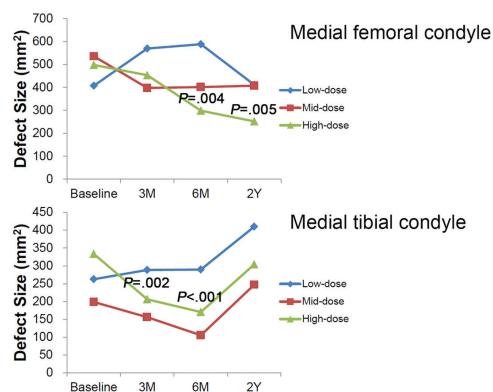 Medial femoral condyle
Defect Size (mm²)
700
600
500
400
300
200
100
0
P=.004
P=.005
Low-dose
Mid-dose
High-dose
Baseline 3M 6M 2Y
Medial tibial condyle
Defect Size (mm²)
450
400
350
300
250
200
150
100
50
0
P=.002
P<.001
Low-dose
Mid-dose
High-dose
Baseline 3M 6M 2Y